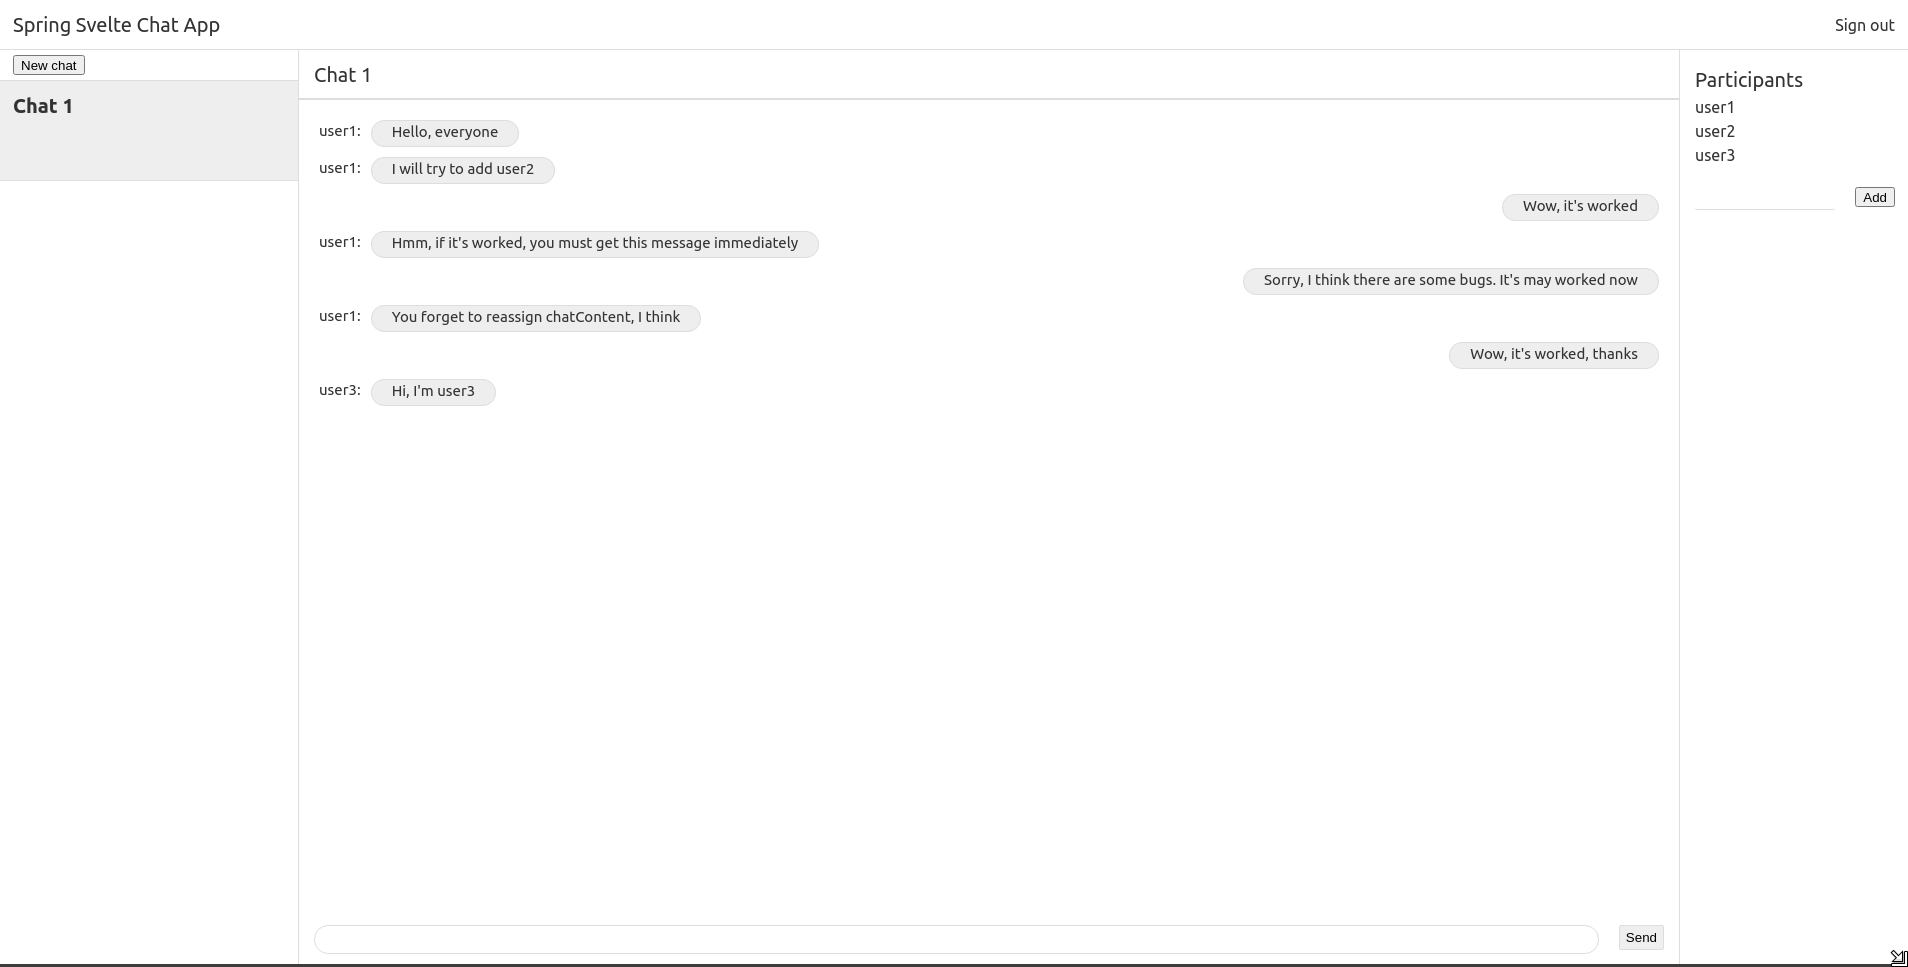 Spring Svelte Chat App
Sign out
New chat
Chat 1
Chat 1
user1: Hello, everyone
user1: I will try to add user2
Wow, it's worked
user1: Hmm, if it's worked, you must get this message immediately
Sorry, I think there are some bugs. It's may worked now
user1: You forget to reassign chatContent, I think
Wow, it's worked, thanks
user3: Hi, I'm user3
Send
Participants
user1
user2
user3
Add